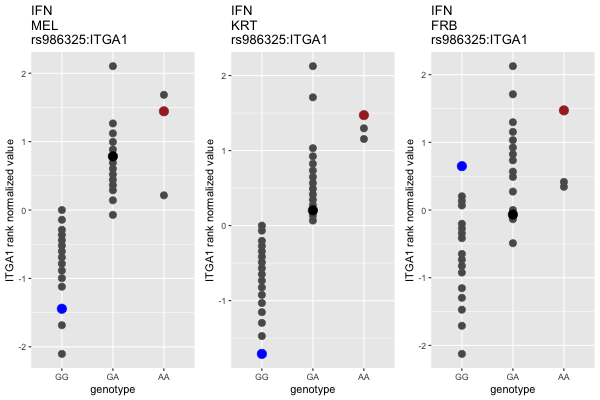 IFN
MEL
rs986325:ITGA1
ITGA1 rank normalized value
2
1
0
-1
-2
GG
GA
AA
genotype
IFN
KRT
rs986325:ITGA1
ITGA1 rank normalized value
2
1
0
-1
GG
GA
AA
genotype
IFN
FRB
rs986325:ITGA1
ITGA1 rank normalized value
2
1
0
-1
-2
GG
GA
AA
genotype